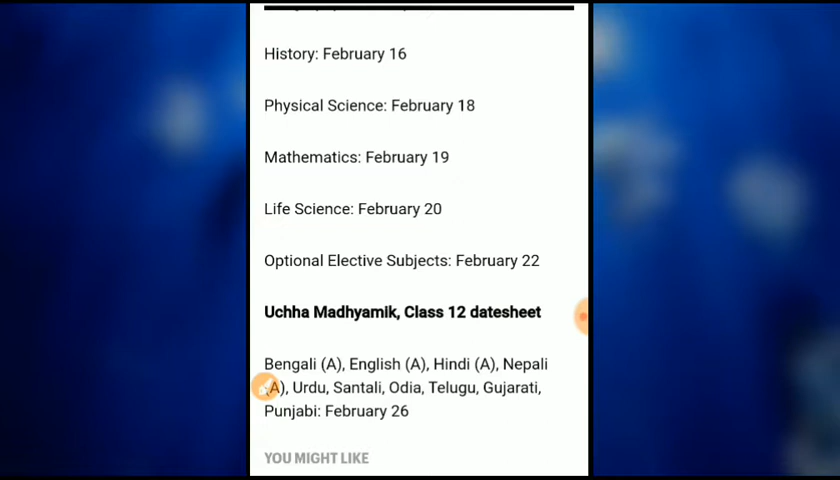 History: February 16
Physical Science: February 18
Mathematics: February 19
Life Science: February 20
Optional Elective Subjects: February 22
Uchha Madhyamik, Class 12 datesheet
Bengali (A), English (A), Hindi (A), Nepali
(A), Urdu, Santali, Odia, Telugu, Gujarati,
Punjabi: February 26
YOU MIGHT LIKE